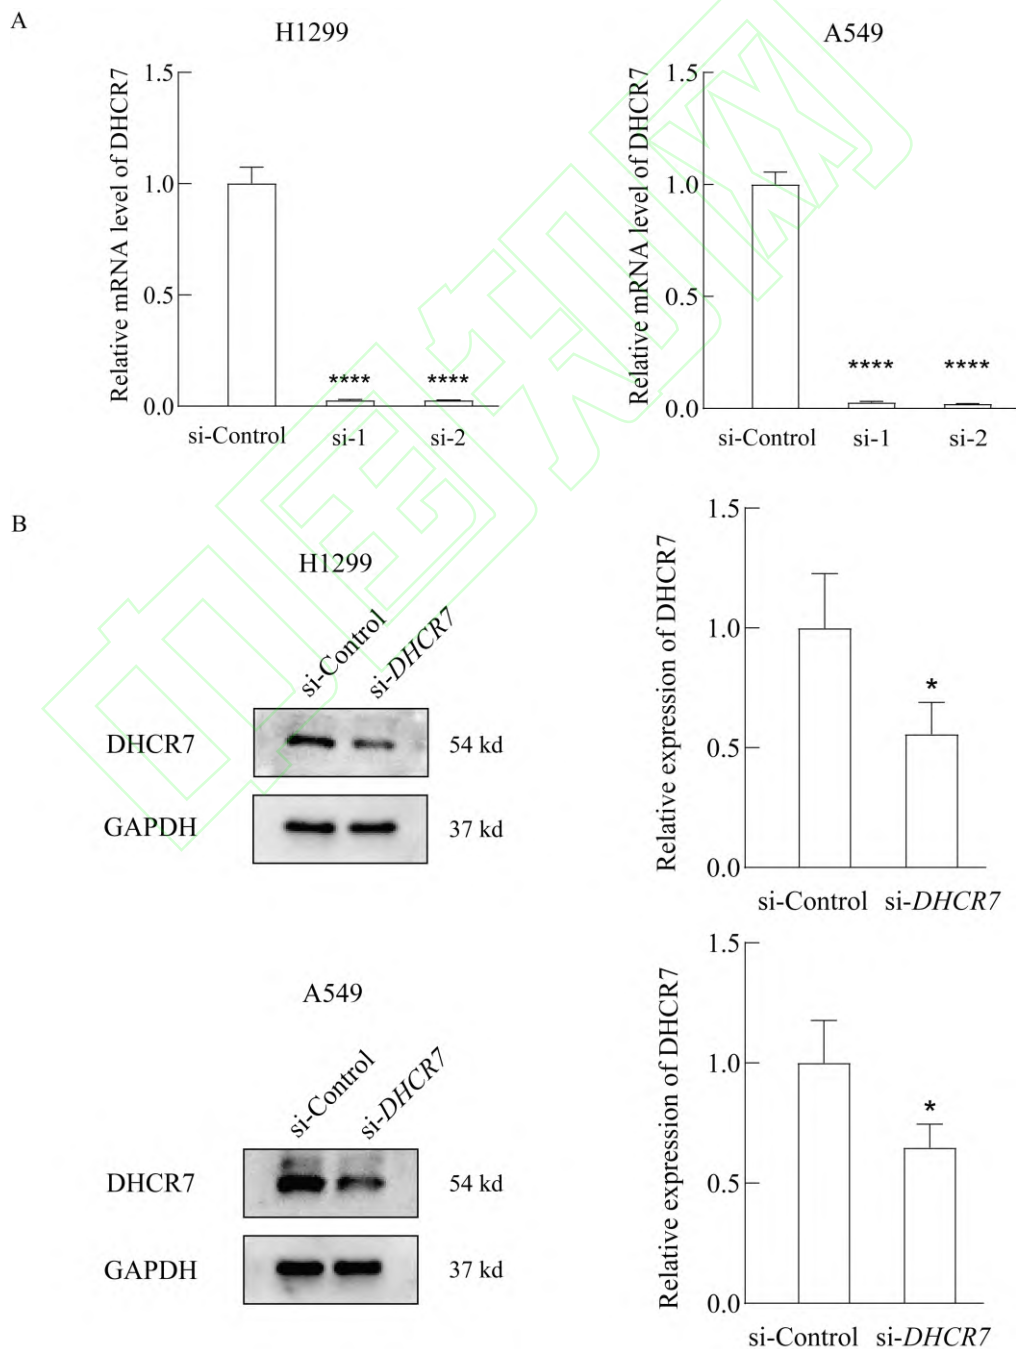 A
H1299
Relative mRNA level of DHCR7
1.5
1.0
0.5
0.0
****
****
si-Control
si-1
si-2
A549
Relative mRNA level of DHCR7
1.5
1.0
0.5
0.0
****
****
si-Control
si-1
si-2
B
H1299
si-Control
si-DHCR7
DHCR7
54 kd
GAPDH
37 kd
Relative expression of DHCR7
1.5
1.0
0.5
0.0
*
si-Control
si-DHCR7
A549
si-Control
si-DHCR7
DHCR7
54 kd
GAPDH
37 kd
Relative expression of DHCR7
1.5
1.0
0.5
0.0
*
si-Control
si-DHCR7
中国知网